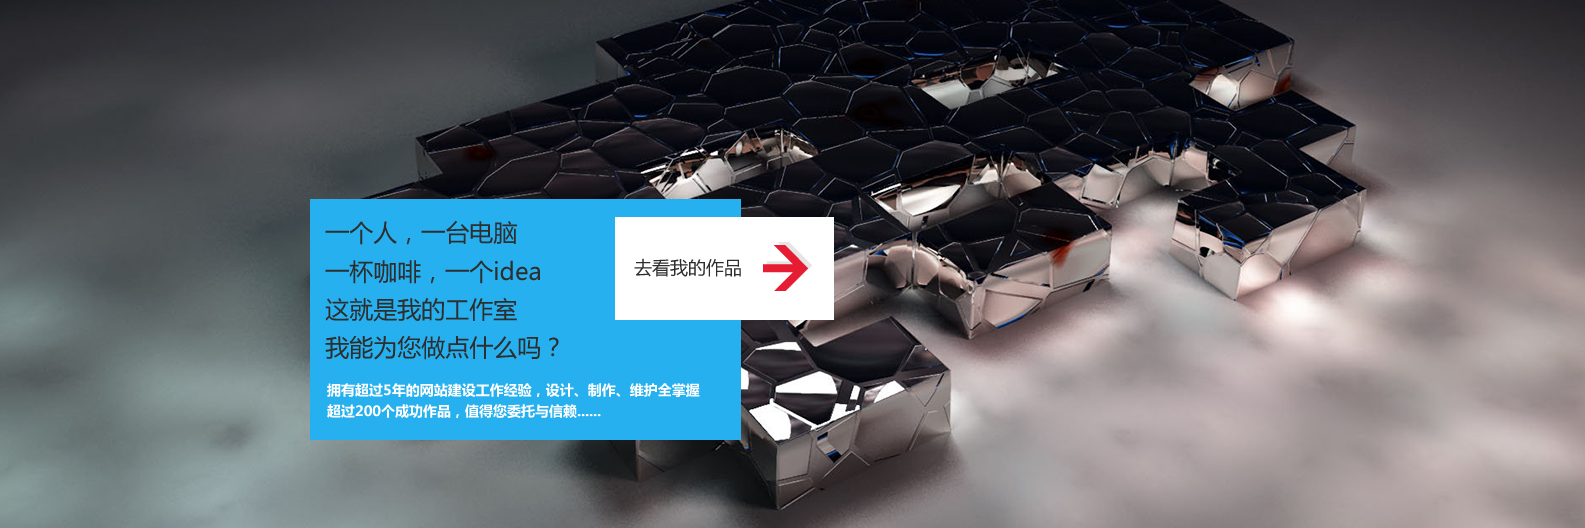 一个人，一台电脑
一杯咖啡，一个idea
这就是我的工作室
我能为您做点什么吗？
去看我的作品
拥有超过5年的网站建设工作经验，设计、制作、维护全掌握
超过200个成功作品，值得您委托与信赖......